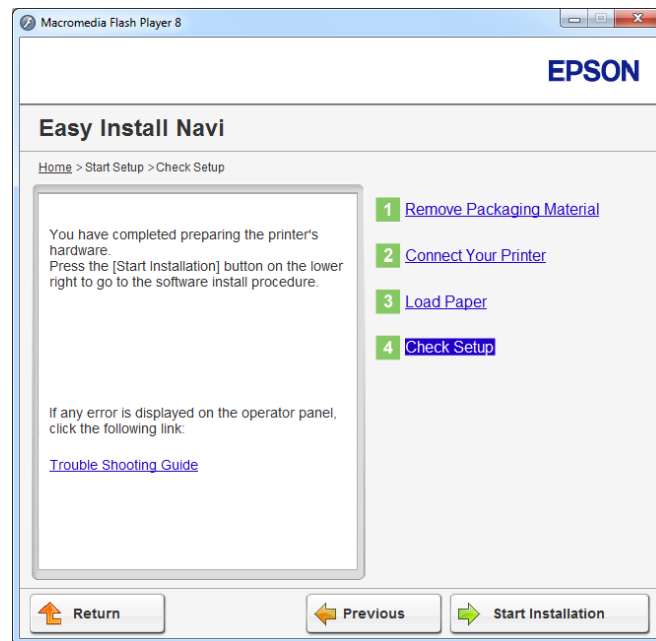 Macromedia Flash Player 8
EPSON
Easy Install Navi
Home > Start Setup >Check Setup
You have completed preparing the printer's
hardware.
Press the [Start Installation] button on the lower
right to go to the software install procedure.
If any error is displayed on the operator panel,
click the following link:
Trouble Shooting Guide
1 Remove Packaging Material
2 Connect Your Printer
3 Load Paper
4 Check Setup
Return
Previous
Start Installation